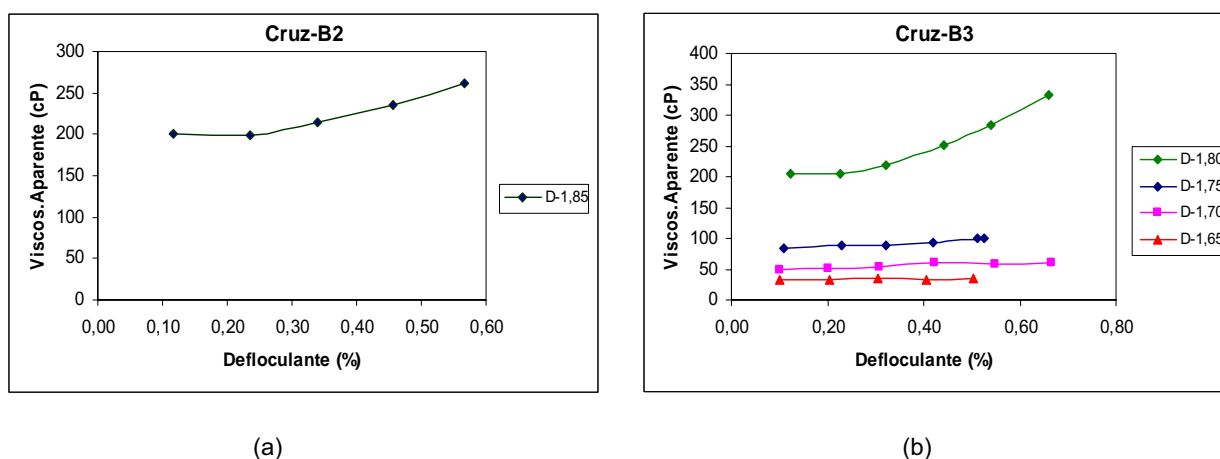 Cruz-B2
300
250
200
150
100
50
0
Viscos.Aparente (cP)
0,00 0,10 0,20 0,30 0,40 0,50 0,60
Defloculante (%)
D-1,85
(a)
Cruz-B3
400
350
300
250
200
150
100
50
0
Viscos.Aparente (cP)
0,00 0,20 0,40 0,60 0,80
Defloculante (%)
D-1,80
D-1,75
D-1,70
D-1,65
(b)